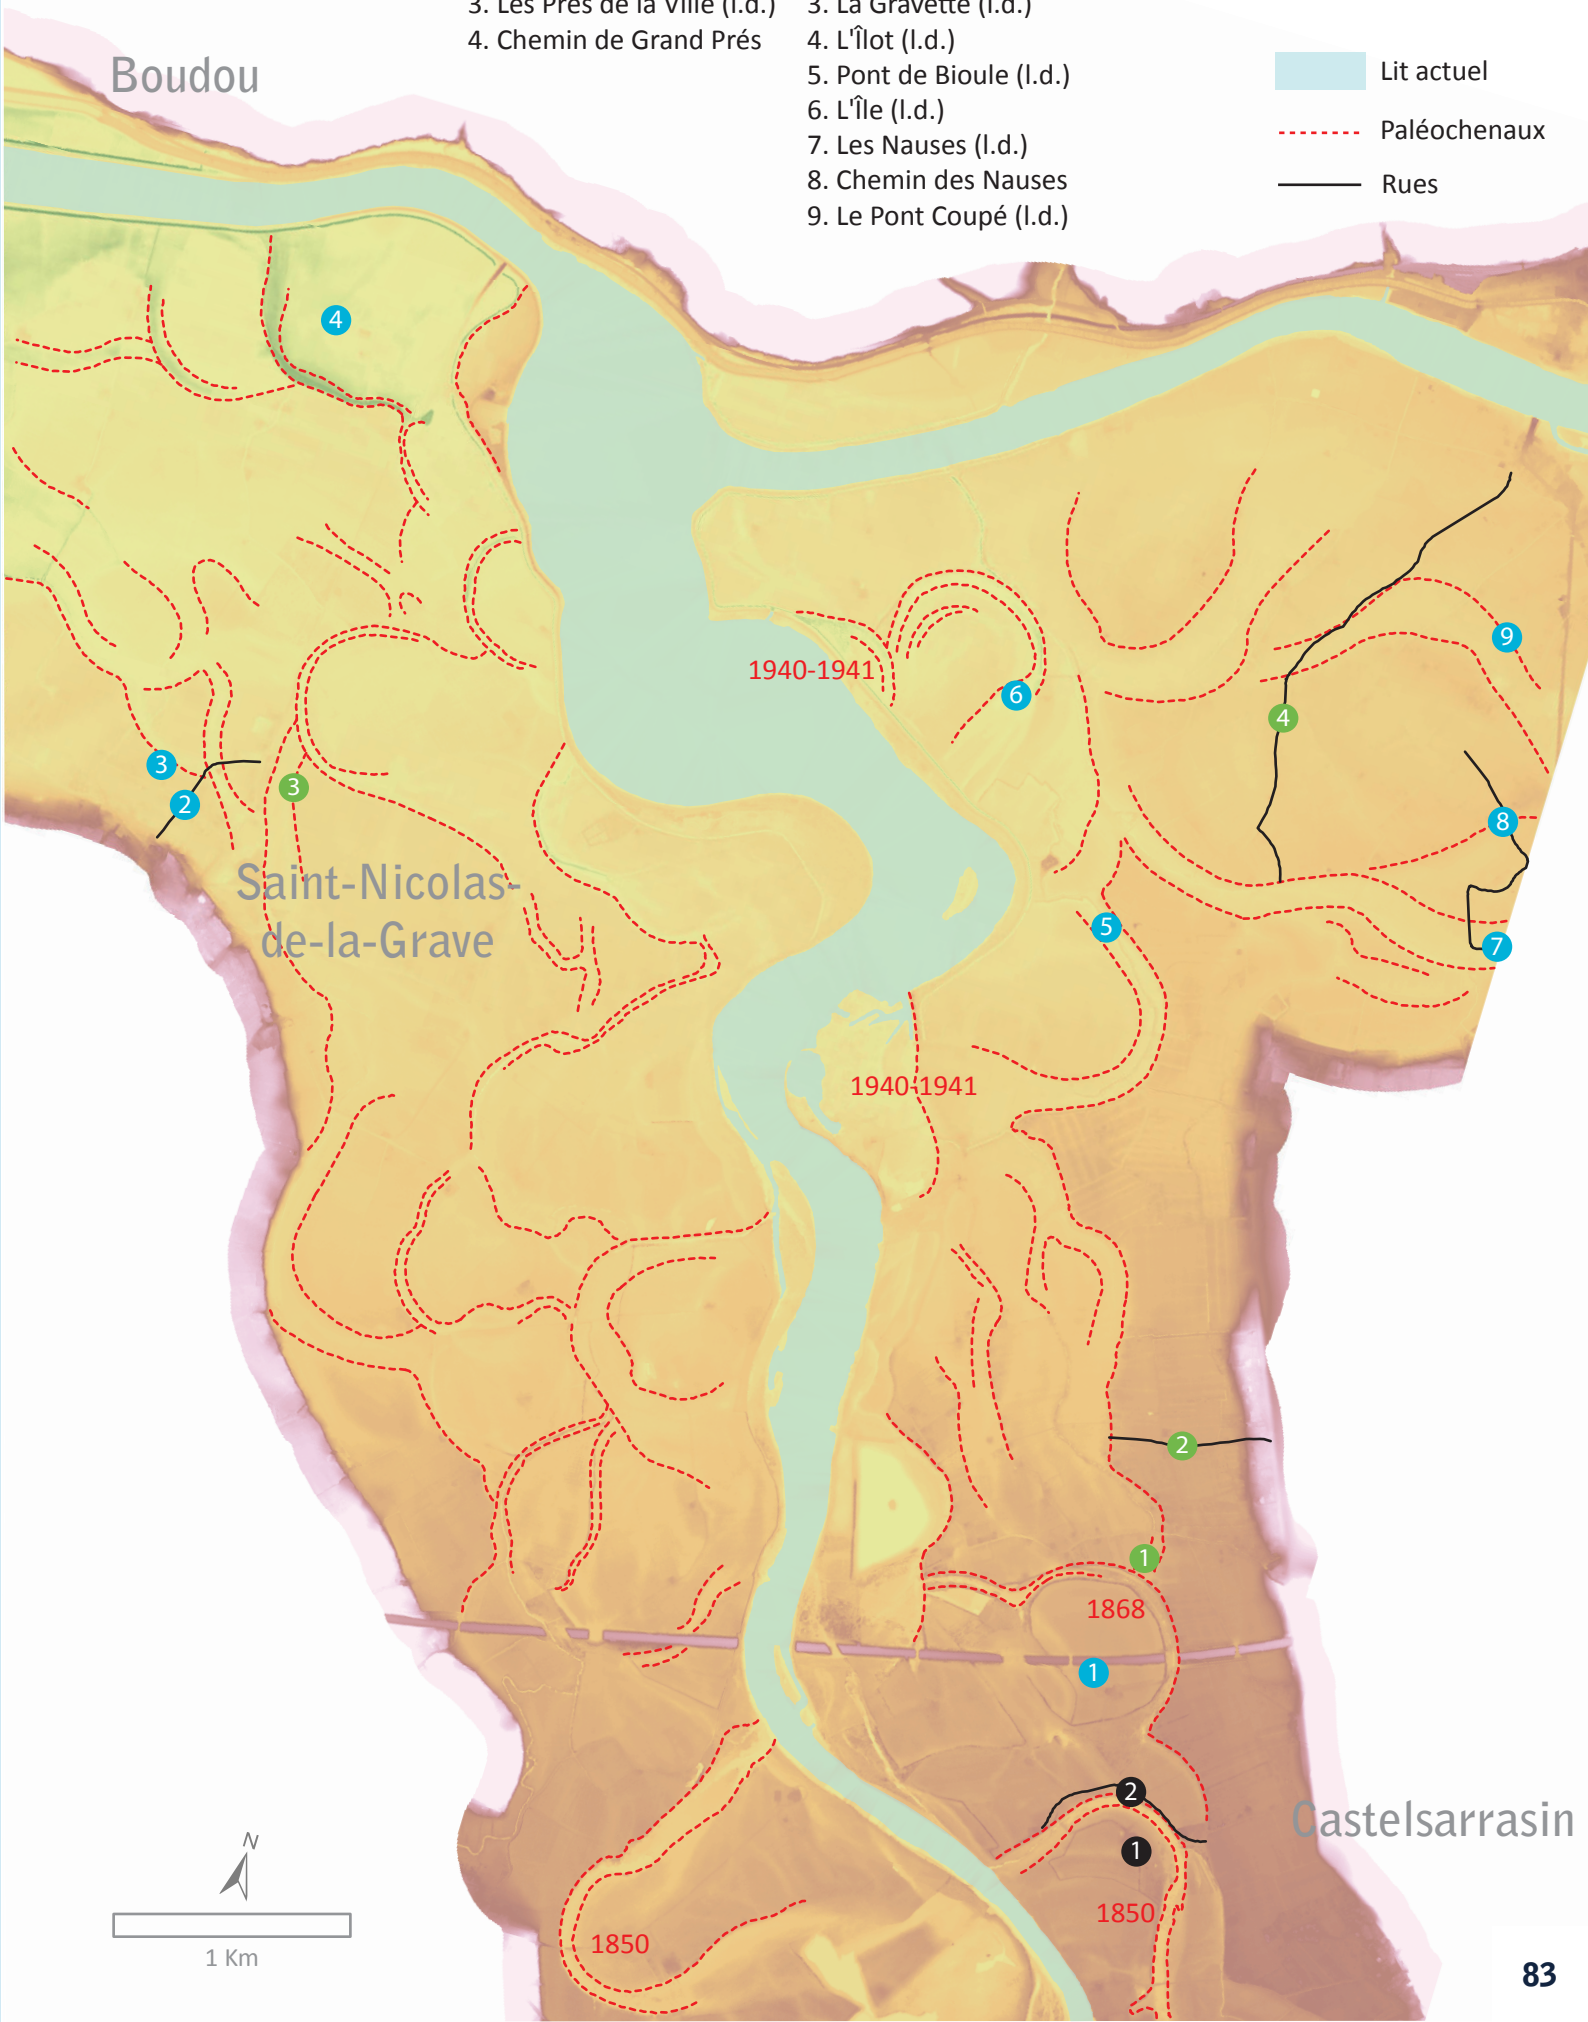 3. Les Prés de la Ville (l.d.)
4. Chemin de Grand Prés
3. La Gravette (l.d.)
4. L'Îlot (l.d.)
5. Pont de Bioule (l.d.)
6. L'Île (l.d.)
7. Les Nauses (l.d.)
8. Chemin des Nauses
9. Le Pont Coupé (l.d.)
Lit actuel
Paléochenaux
Rues
Boudou
4
9
1940-1941
6
4
3
3
2
8
Saint-Nicolas-
de-la-Grave
5
7
1940-1941
2
1
1868
1
2
Castelsarrasin
1
1850
1850
N
1 Km
83